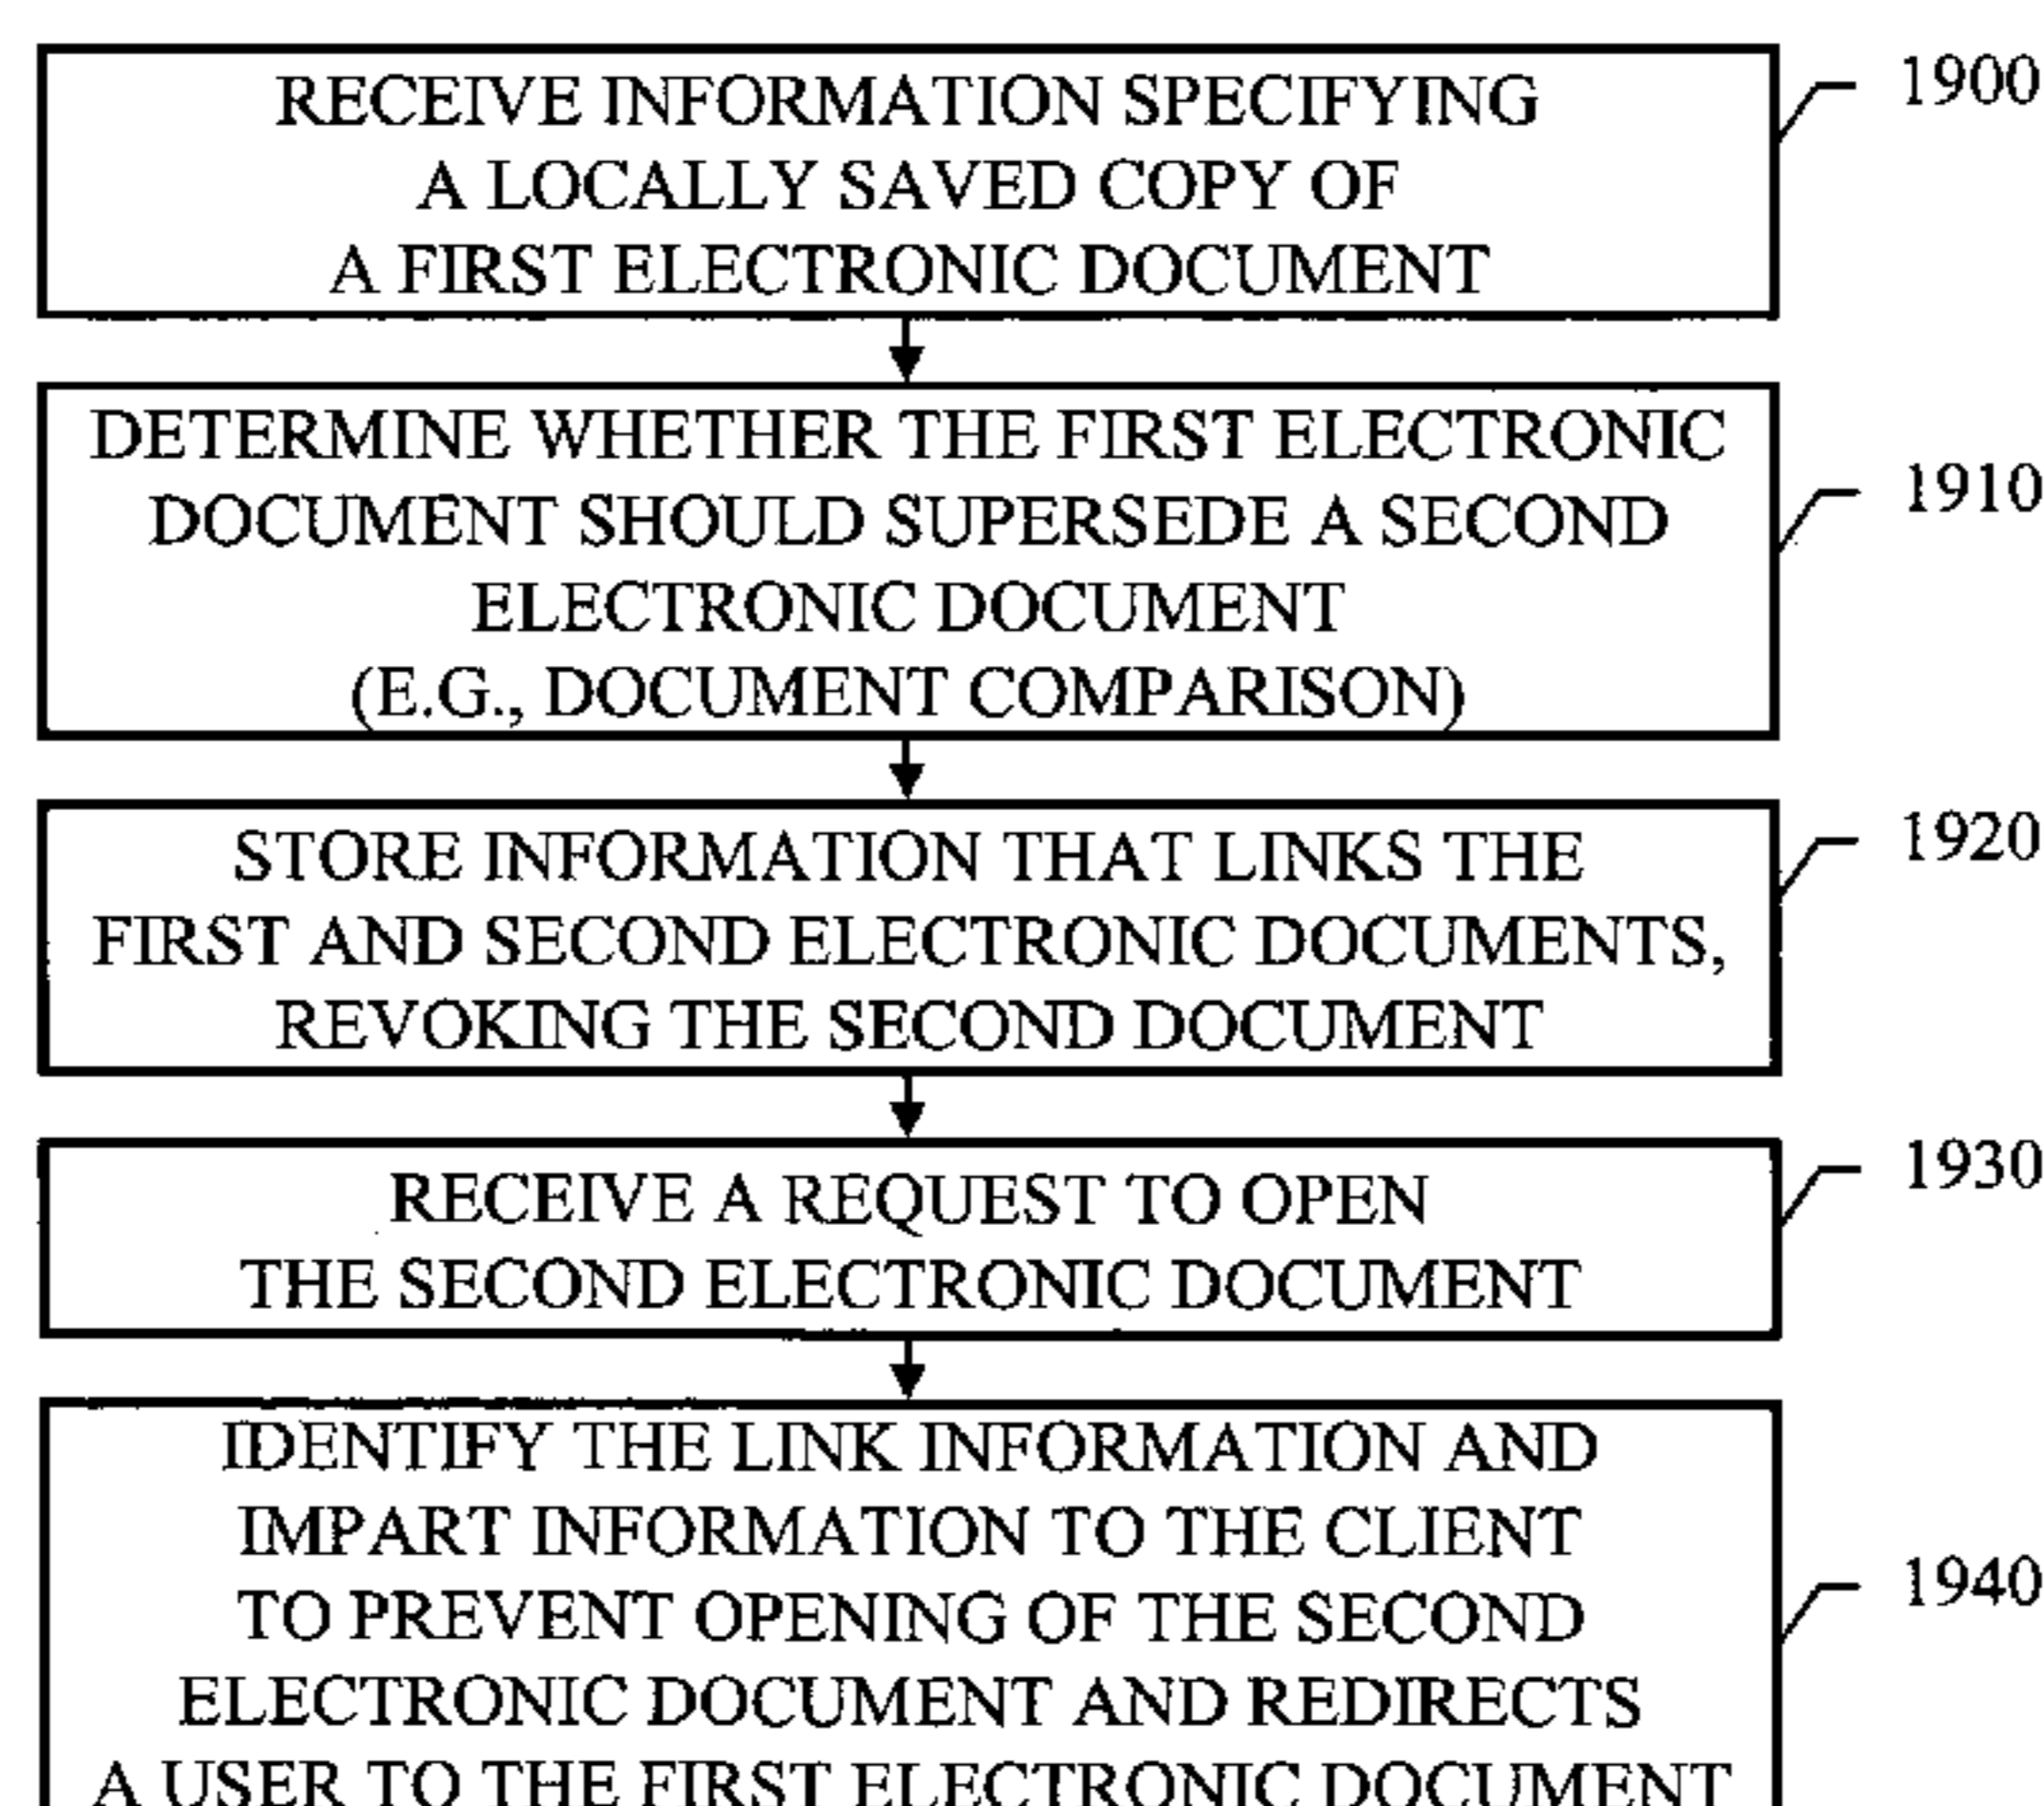 RECEIVE INFORMATION SPECIFYING
A LOCALLY SAVED COPY OF
A FIRST ELECTRONIC DOCUMENT
1900
DETERMINE WHETHER THE FIRST ELECTRONIC
DOCUMENT SHOULD SUPERSEDE A SECOND
ELECTRONIC DOCUMENT
(E.G., DOCUMENT COMPARISON)
1910
STORE INFORMATION THAT LINKS THE
FIRST AND SECOND ELECTRONIC DOCUMENTS,
REVOKING THE SECOND DOCUMENT
1920
RECEIVE A REQUEST TO OPEN
THE SECOND ELECTRONIC DOCUMENT
1930
IDENTIFY THE LINK INFORMATION AND
IMPART INFORMATION TO THE CLIENT
TO PREVENT OPENING OF THE SECOND
ELECTRONIC DOCUMENT AND REDIRECTS
A USER TO THE FIRST ELECTRONIC DOCUMENT
1940